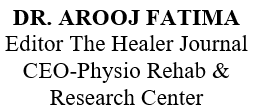 DR. AROOJ FATIMA
Editor The Healer Journal
CEO-Physio Rehab &
Research Center